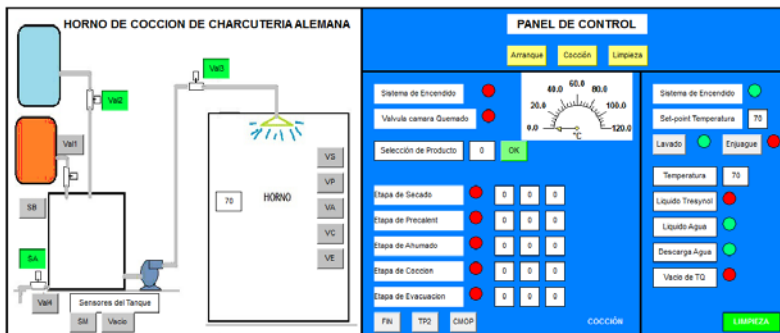 HORNO DE COCCION DE CHARCUTERIA ALEMANA
Val3
Val2
Val1
SB
SA
Val4
Sensores del Tanque
SM
Vacio
70
HORNO
VS
VP
VA
VC
VE
PANEL DE CONTROL
Arranque
Cocción
Limpieza
Sistema de Encendido
Valvula camara Quemado
Selección de Producto
0
OK
0.0
20.0
40.0
60.0
80.0
100.0
120.0
°C
Etapa de Secado
0 0 0
Etapa de Precalent
0 0 0
Etapa de Ahumado
0 0 0
Etapa de Coccion
0 0 0
Etapa de Evacuacion
0 0 0
FIN
TP2
CMOP
COCCIÓN
Sistema de Encendido
Set-point Temperatura
70
Lavado
Enjuague
Temperatura
70
Liquido Tresynol
Liquido Agua
Descarga Agua
Vacio de TQ
LIMPIEZA